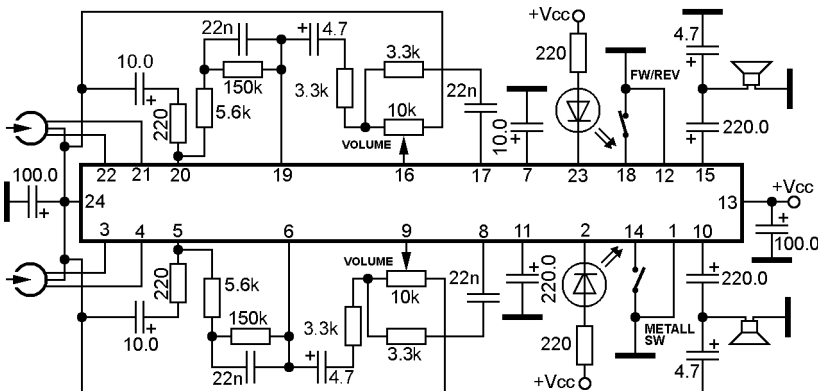 +Vcc
22n
+
4.7
4.7
+
10.0
+
150k
3.3k
3.3k
220
FW/REV
220
5.6k
10k
22n
10.0
+
220.0
+
VOLUME
22
21
20
19
16
17
7
23
18
12
15
100.0
+
24
13
+Vcc
3
4
5
6
9
8
11
2
14
1
10
+
100.0
VOLUME
220
5.6k
10k
22n
+
220.0
+
220.0
150k
3.3k
3.3k
220
METALL
SW
+
10.0
22n
+
4.7
+
4.7
+Vcc